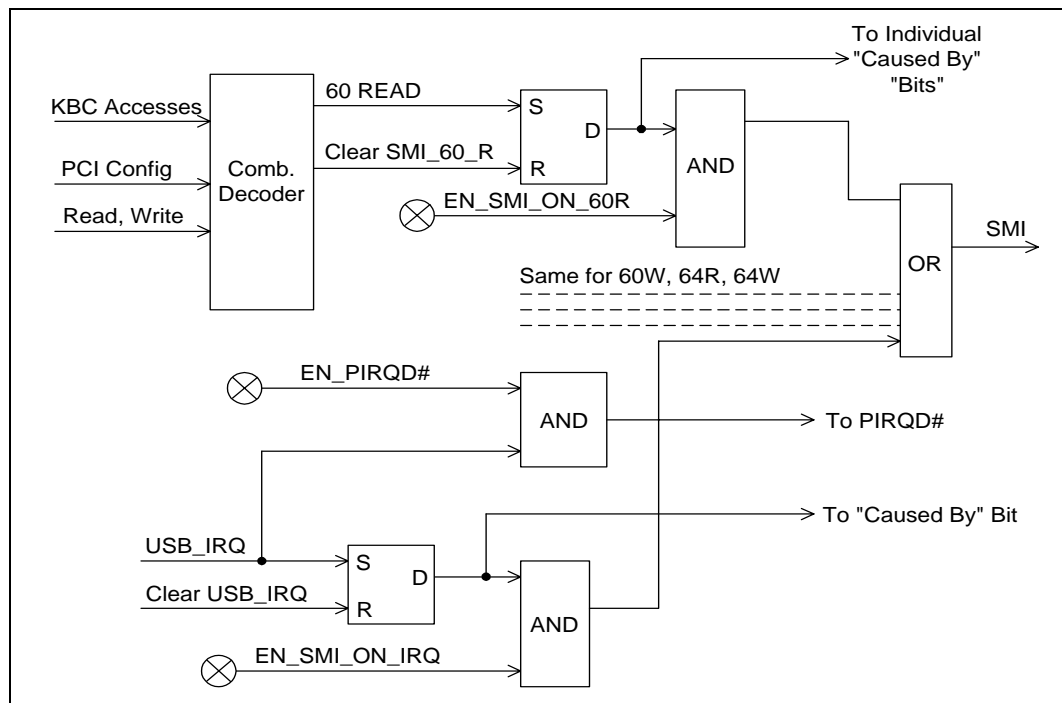 To Individual
"Caused By"
"Bits"
KBC Accesses
PCI Config
Read, Write
Comb.
Decoder
60 READ
Clear SMI_60_R
S
R
D
EN_SMI_ON_60R
AND
Same for 60W, 64R, 64W
OR
SMI
EN_PIRQD#
AND
To PIRQD#
USB_IRQ
Clear USB_IRQ
S
R
D
To "Caused By" Bit
EN_SMI_ON_IRQ
AND